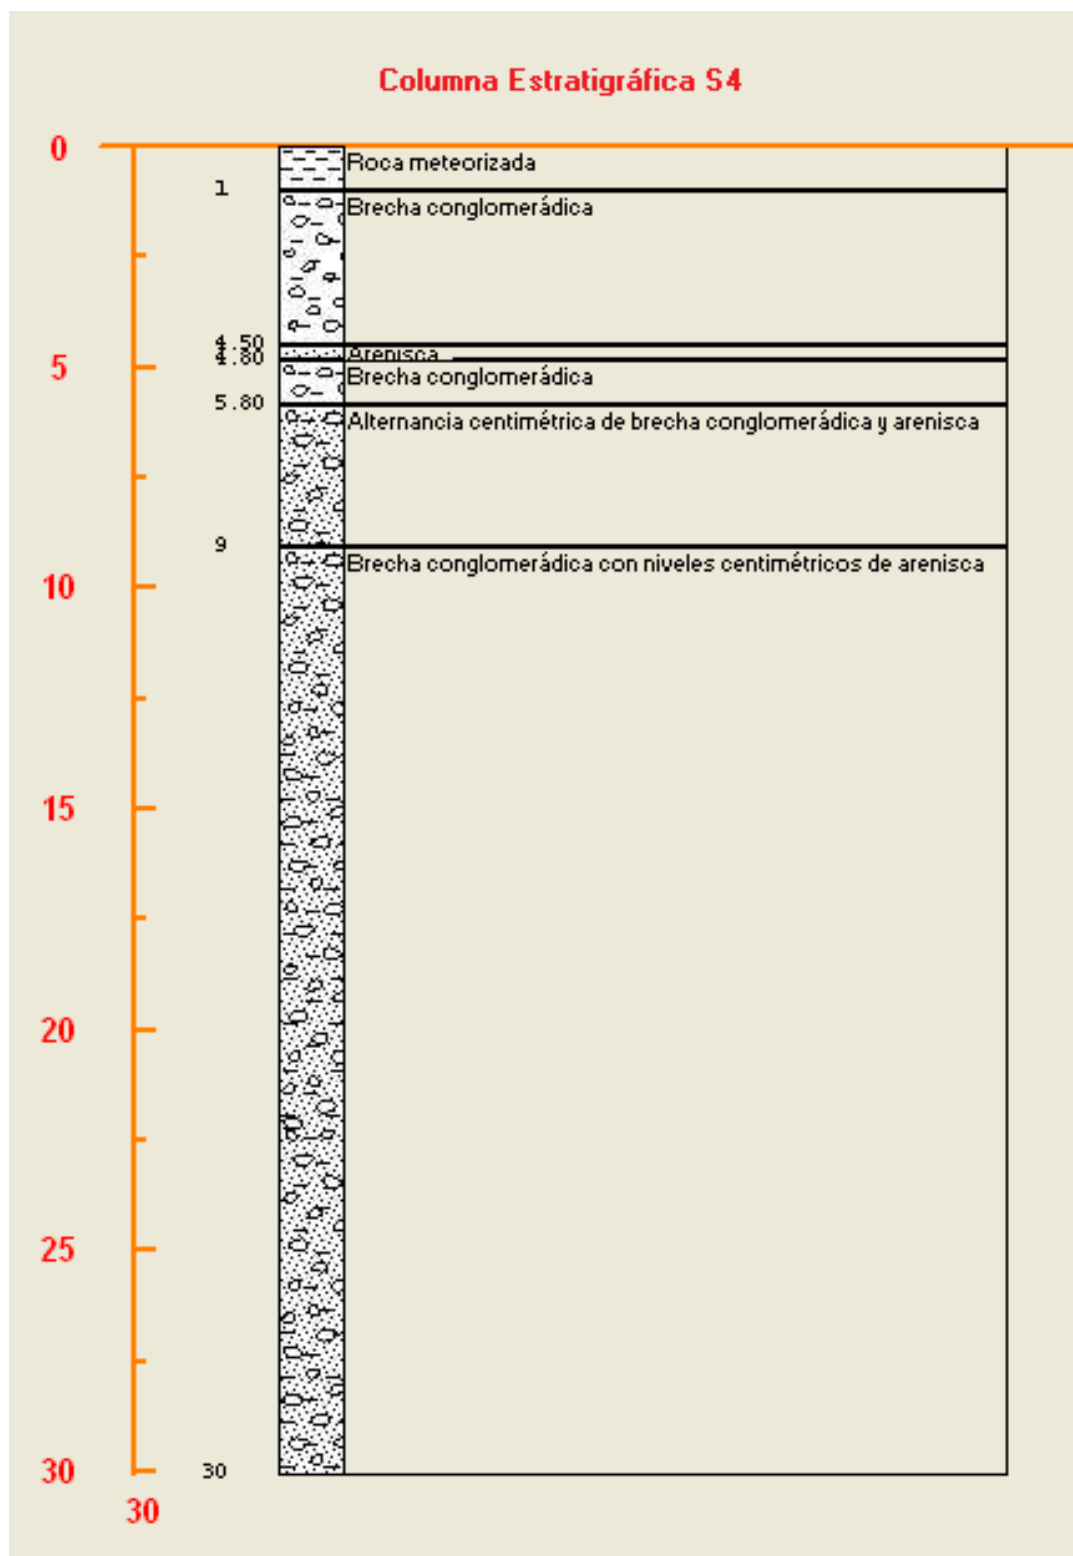 Columna Estratigráfica S4
0
Roca meteorizada
1
Brecha conglomerádica
4.50
Arenisca
4.80
5
Brecha conglomerádica
5.80
Alternancia centimétrica de brecha conglomerádica y arenisca
9
Brecha conglomerádica con niveles centimétricos de arenisca
10
15
20
25
30
30
30